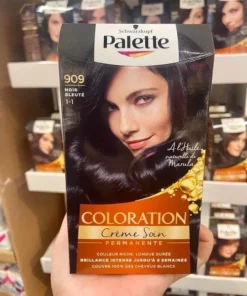 Schwarzkopf
Palette
909
NOIR
BLEUTÉ
1-1
A l'Huile
naturelle de
Marula
COLORATION
Crème Soin
PERMANENTE
COULEUR RICHE, LONGUE DURÉE
BRILLANCE INTENSE JUSQU'À 8 SEMAINES
COUVRE 100% DES CHEVEUX BLANCS